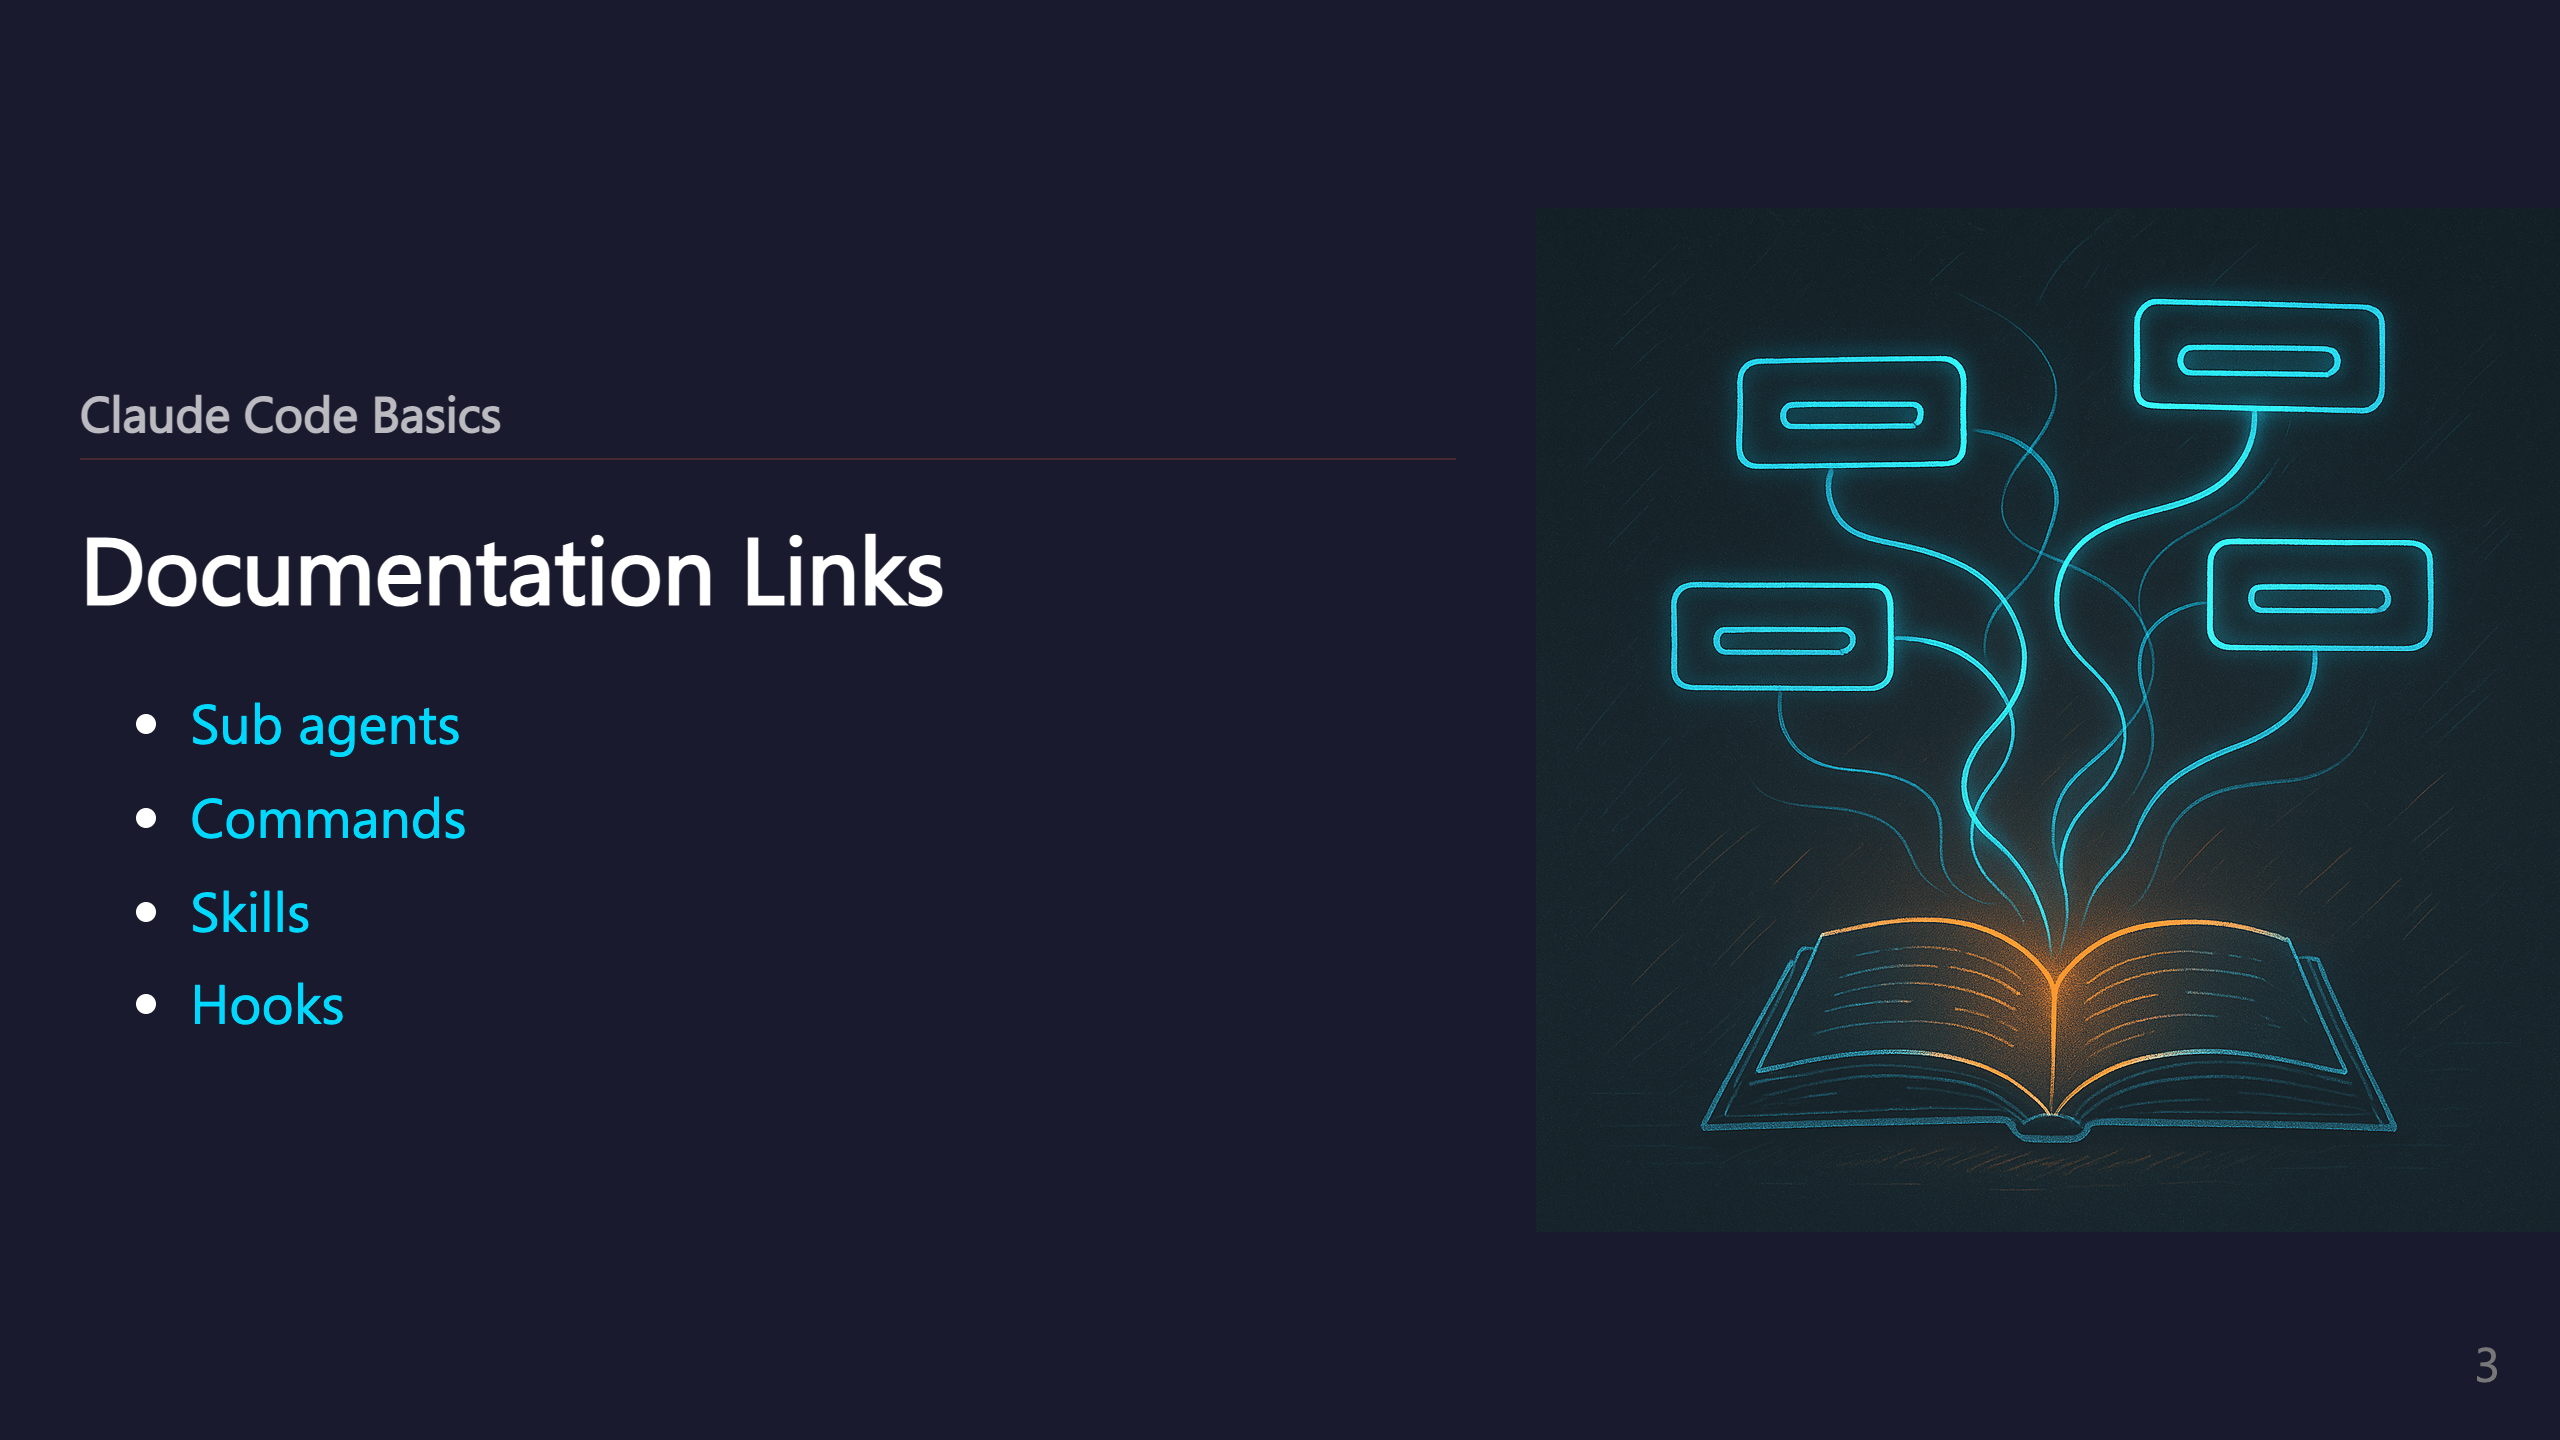 Claude Code Basics
Documentation Links
Sub agents
Commands
Skills
Hooks
3